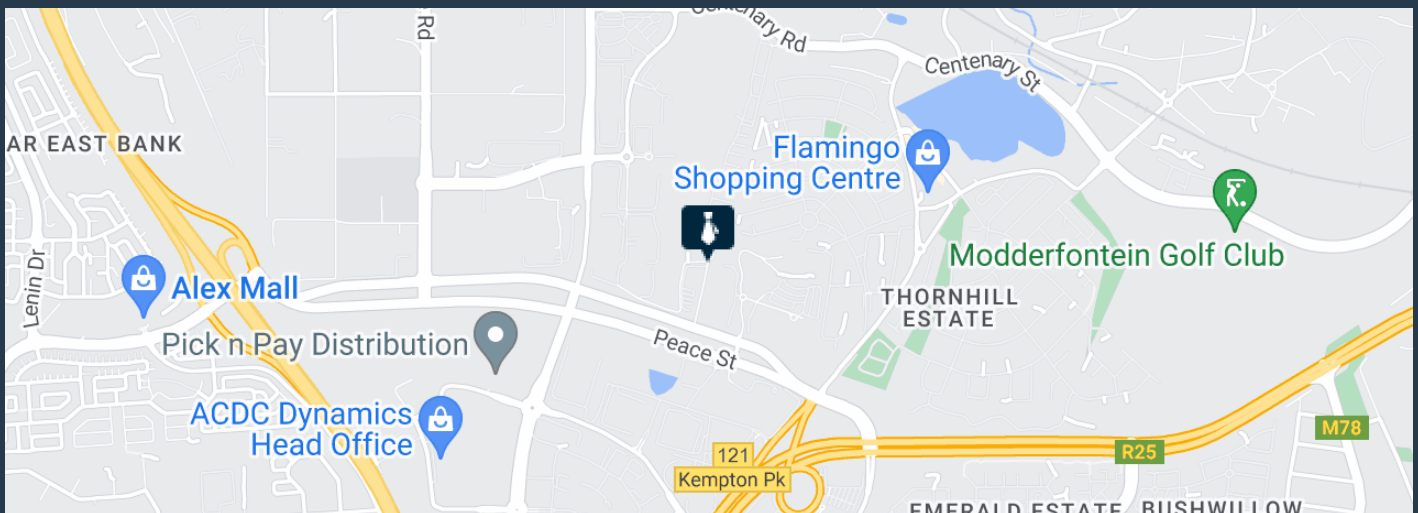 Rd
Centenary Rd
Centenary St
AR EAST BANK
Flamingo
Shopping Centre
Modderfontein Golf Club
Lenin Dr
Alex Mall
THORNHILL
ESTATE
Pick n Pay Distribution
Peace St
ACDC Dynamics
Head Office
M78
121
R25
Kempton Pk
EMERALD ESTATE
BUSHWILLOW